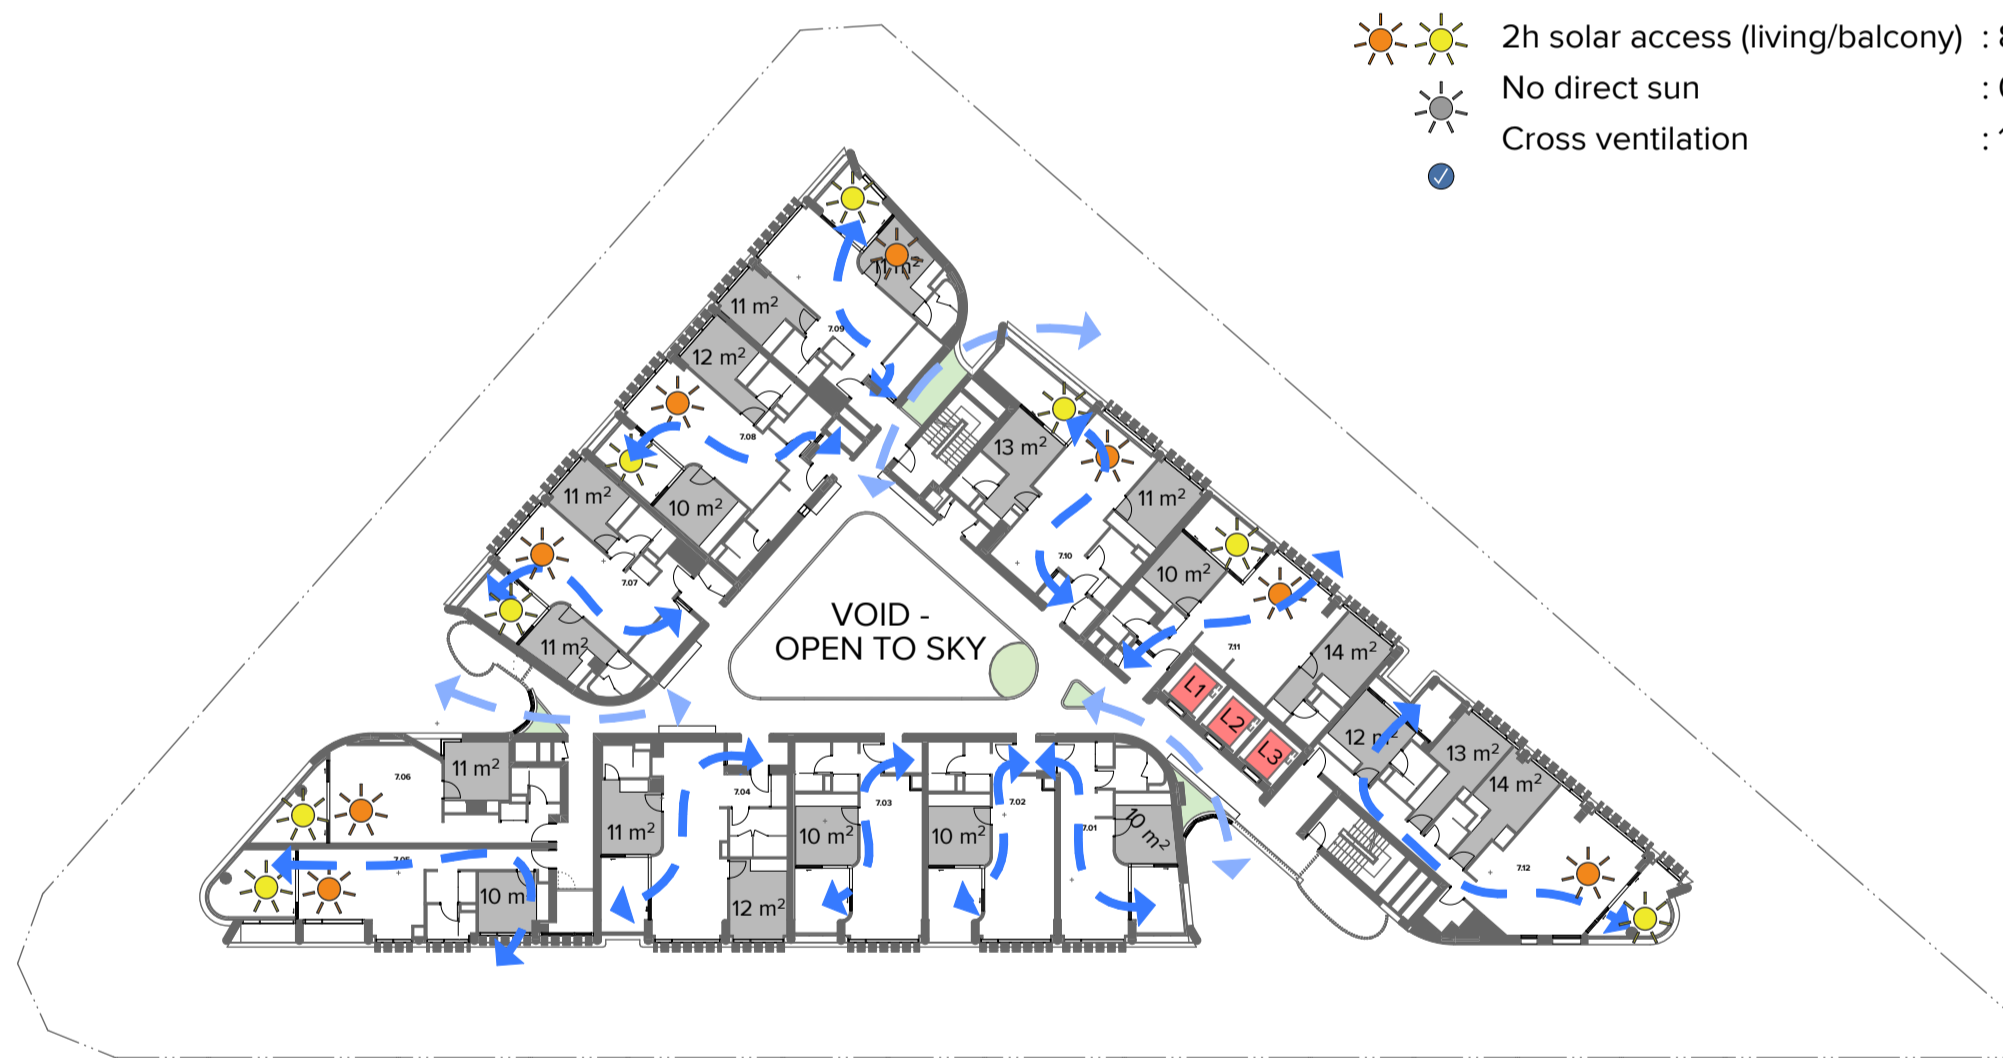 2h solar access (living/balcony) : 8
No direct sun :
Cross ventilation :
11 m²
11 m²
7.09
12 m²
7.08
13 m²
11 m²
10 m²
11 m²
7.10
10 m²
7.07
11 m²
VOID -
OPEN TO SKY
7.11
14 m²
L1
L2
L3
12 m²
13 m²
14 m²
7.12
7.06
11 m²
7.05
10 m
11 m²
7.04
12 m²
10 m²
7.03
10 m²
7.02
7.01
10 m²